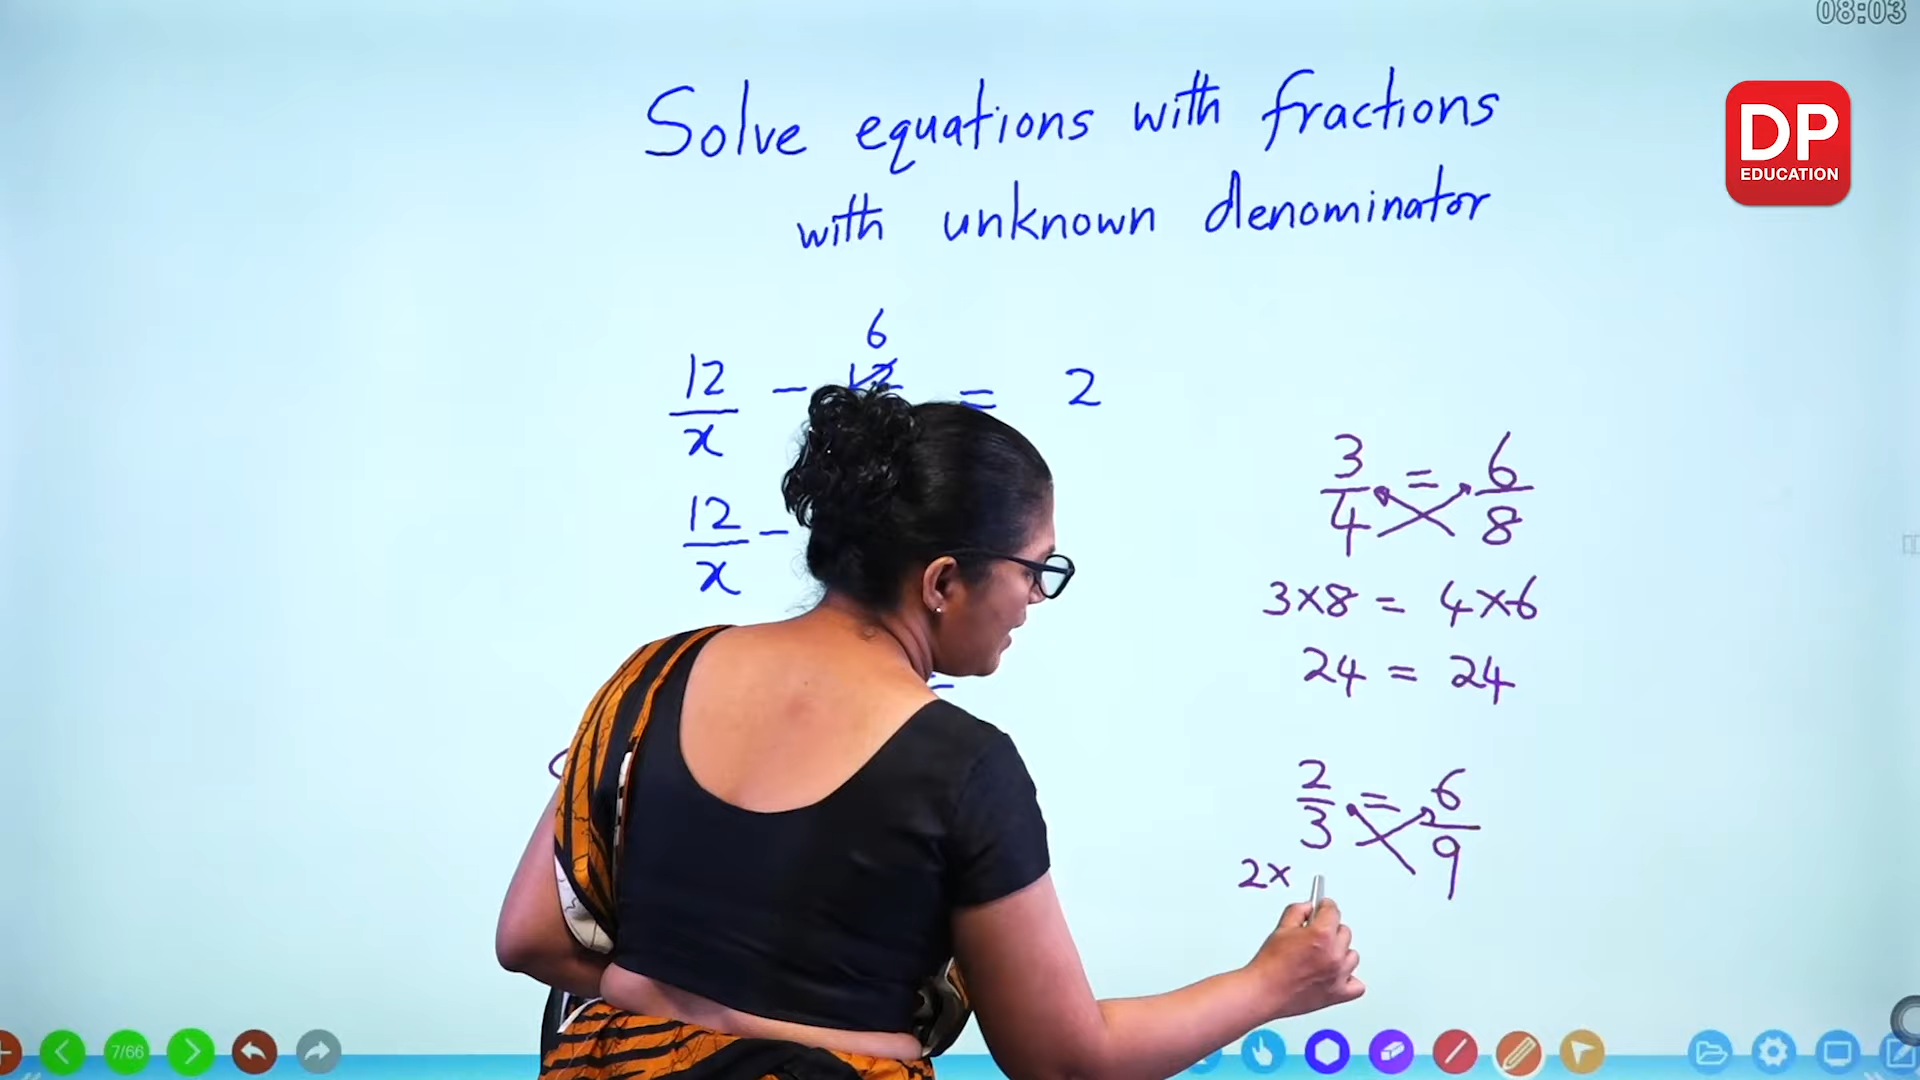 08:03
DP
EDUCATION
Solve equations with fractions
with unknown denominator
6
12/x - 12 = 2
12/x -
3/4 = 6/8
3×8 = 4×6
24 = 24
2/3 = 6/9
2×
7/66